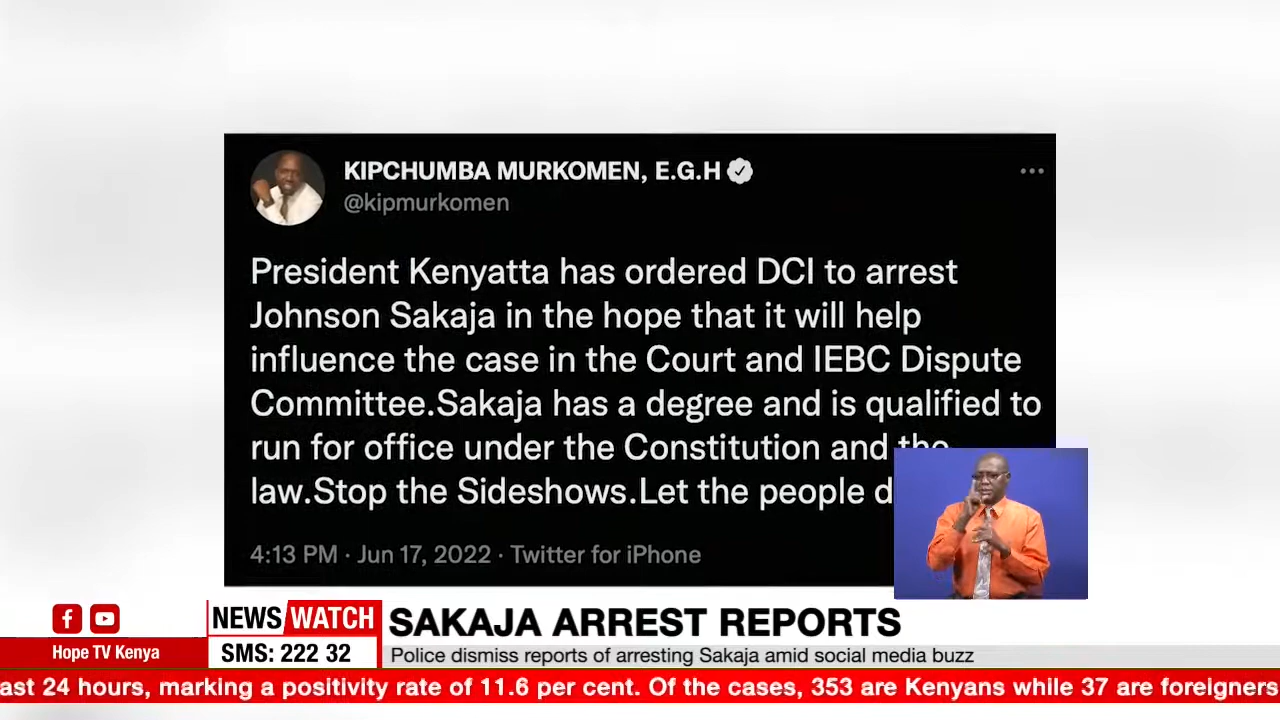 KIPCHUMBA MURKOMEN, E.G.H
@kipmurkomen
President Kenyatta has ordered DCI to arrest
Johnson Sakaja in the hope that it will help
influence the case in the Court and IEBC Dispute
Committee.Sakaja has a degree and is qualified to
run for office under the Constitution and the
law.Stop the Sideshows.Let the people
4:13 PM · Jun 17, 2022 · Twitter for iPhone
NEWS WATCH
SAKAJA ARREST REPORTS
Hope TV Kenya
SMS: 222 32
Police dismiss reports of arresting Sakaja amid social media buzz
24 hours, marking a positivity rate of 11.6 per cent. Of the cases, 353 are Kenyans while 37 are foreigners